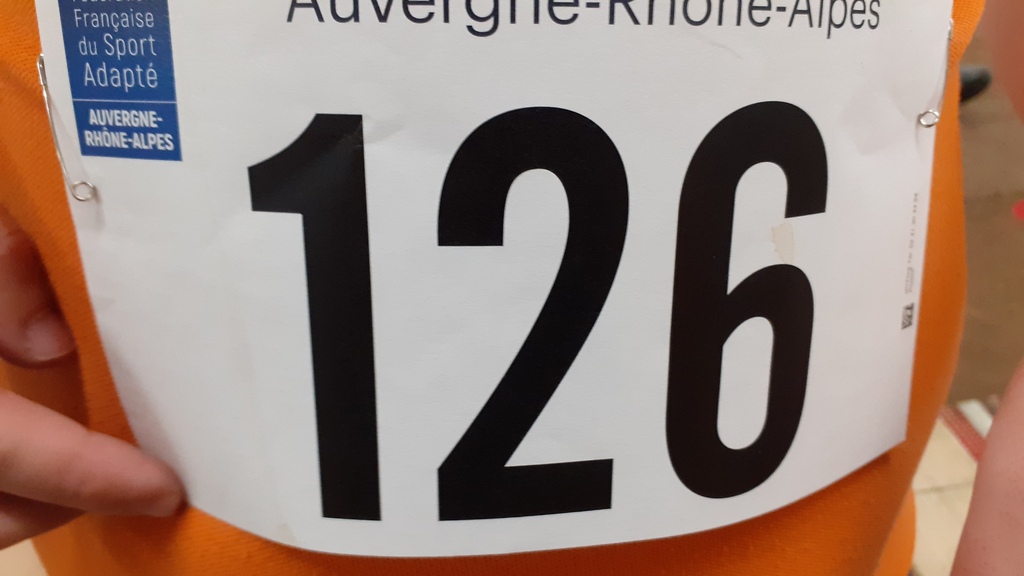 Auvergne-Rhône-Alpes
Française
du Sport
Adapté
AUVERGNE-
RHÔNE-ALPES
126